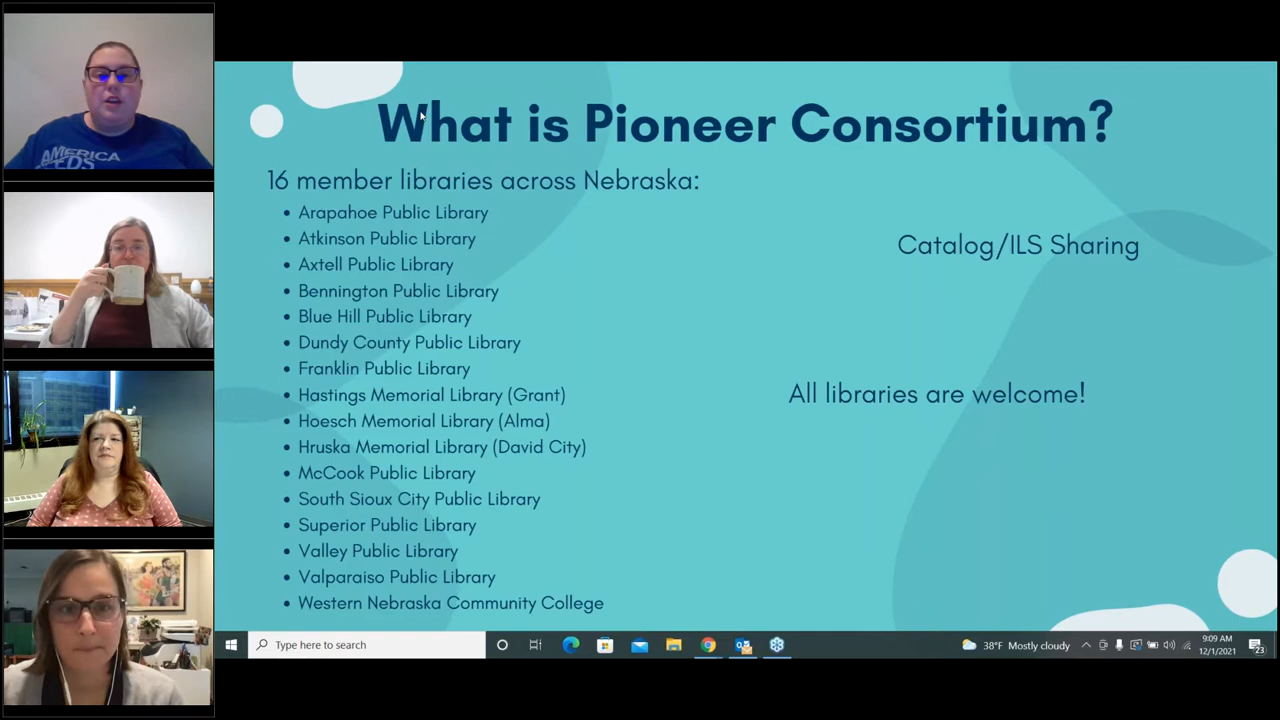 AMERICA
What is Pioneer Consortium?
16 member libraries across Nebraska:
Arapahoe Public Library
Atkinson Public Library
Axtell Public Library
Bennington Public Library
Blue Hill Public Library
Dundy County Public Library
Franklin Public Library
Hastings Memorial Library (Grant)
Hoesch Memorial Library (Alma)
Hruska Memorial Library (David City)
McCook Public Library
South Sioux City Public Library
Superior Public Library
Valley Public Library
Valparaiso Public Library
Western Nebraska Community College
Catalog/ILS Sharing
All libraries are welcome!
Type here to search
38°F Mostly cloudy
9:09 AM
12/1/2021
23